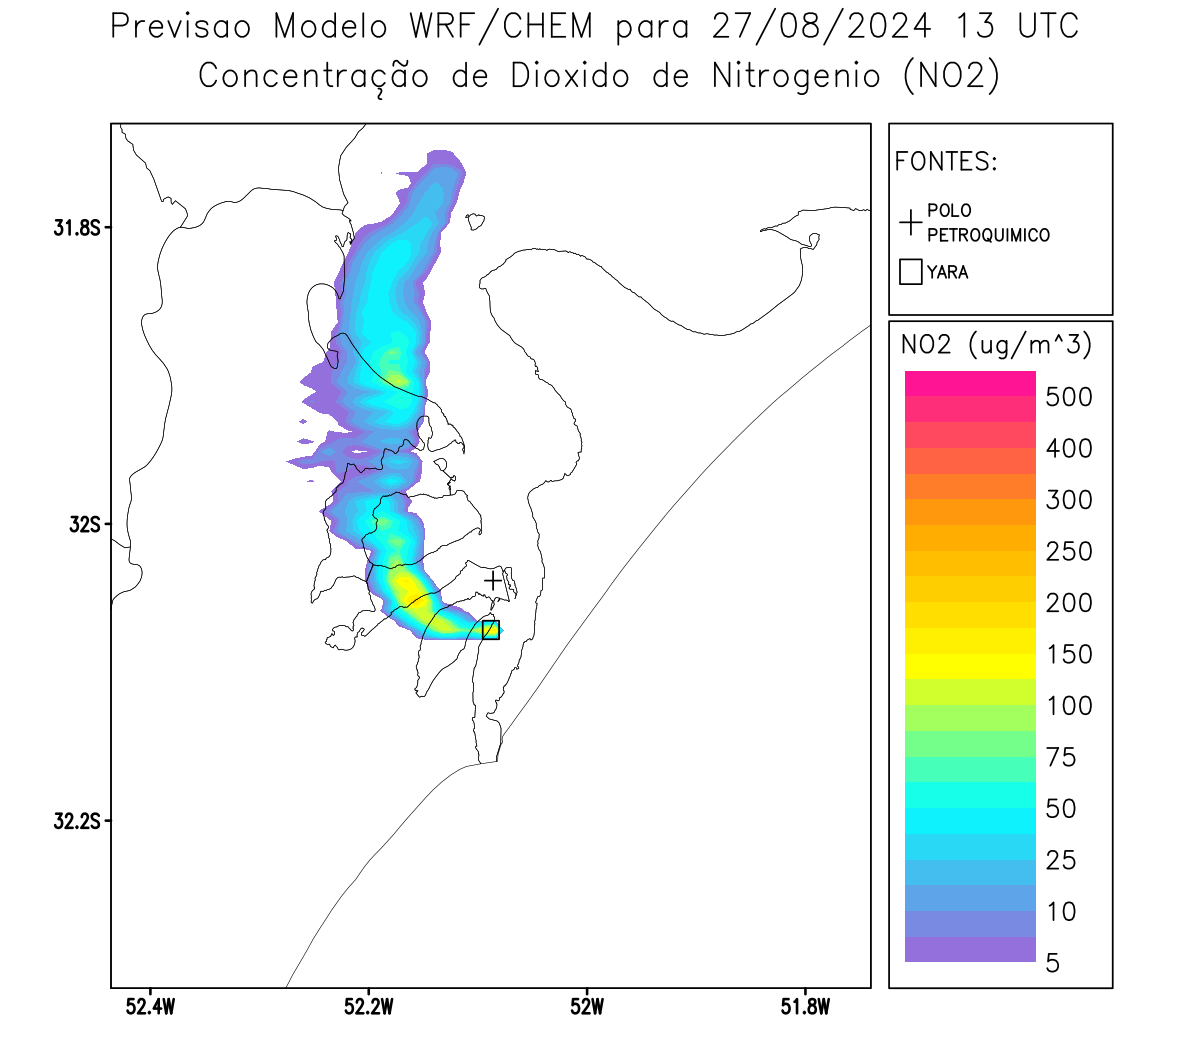 Previsao Modelo WRF/CHEM para 27/08/2024 13 UTC
Concentração de Dioxido de Nitrogenio (NO2)
FONTES:
POLO
PETROQUIMICO
YARA
NO2 (ug/m^3)
500
400
300
250
200
150
100
75
50
25
10
5
31.8S
32S
32.2S
52.4W
52.2W
52W
51.8W